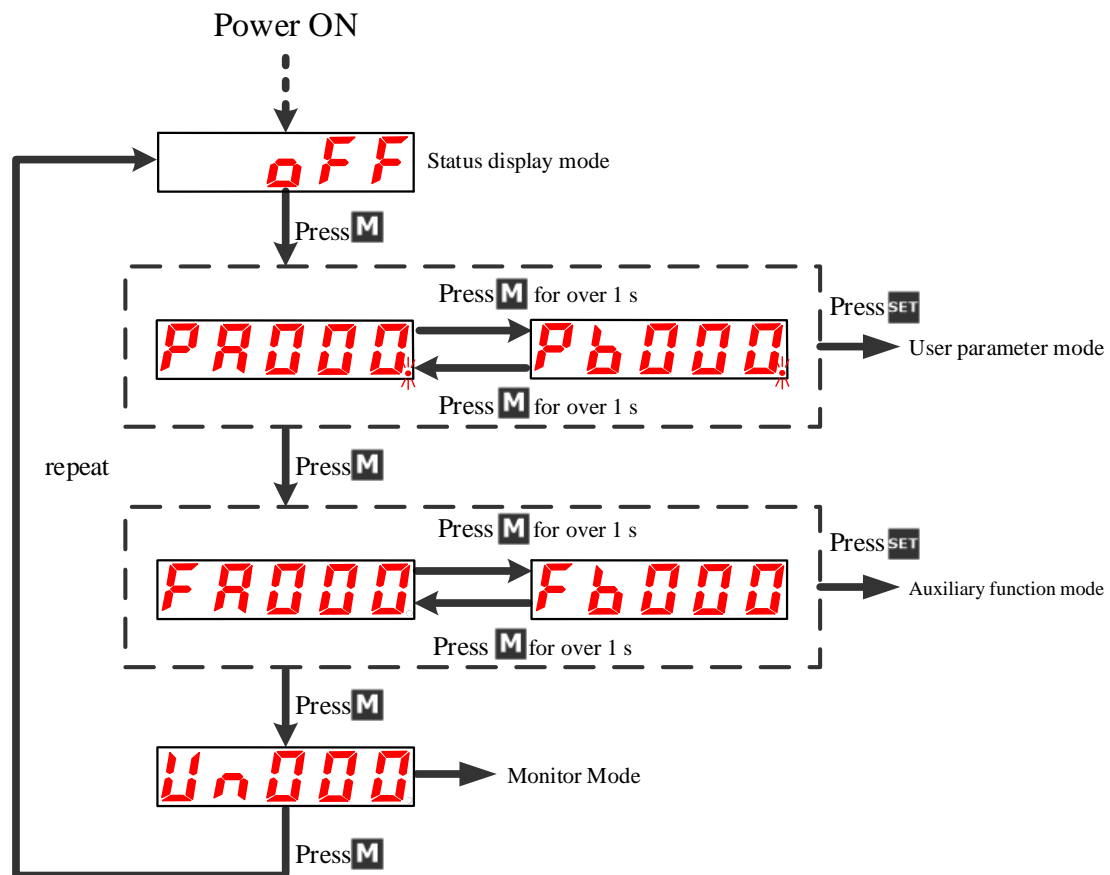 Power ON
oFF
Status display mode
Press M
Press M for over 1 s
Press SET
PA000.
Pb000.
User parameter mode
Press M for over 1 s
repeat
Press M
Press M for over 1 s
Press SET
FA000
Fb000
Auxiliary function mode
Press M for over 1 s
Press M
Un000
Monitor Mode
Press M